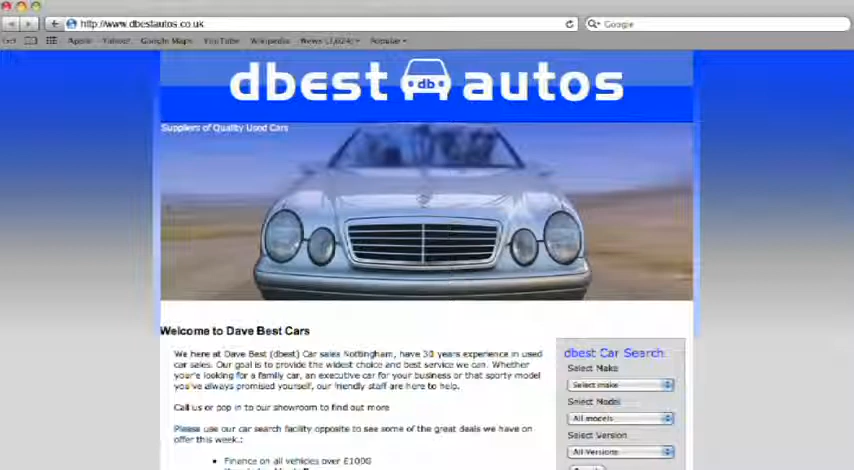 http://www.dbestautos.co.uk
Google
Apple Yahoo! Google Maps YouTube Wikipedia News Popular
dbest db autos
Suppliers of Quality Used Cars
Welcome to Dave Best Cars
We here at Dave Best (dbest) Car sales Nottingham, have 30 years experience in used
car sales. Our goal is to provide the widest choice and best service we can. Whether
your'e looking for a family car, an executive car for your business or that sporty model
you've always promised yourself, our friendly staff are here to help.
Call us or pop in to our showroom to find out more
Please use our car search facility opposite to see some of the great deals we have on
offer this week.:
Finance on all vehicles over £1000
dbest Car Search
Select Make
Select make
Select Model
All models
Select Version
All Versions